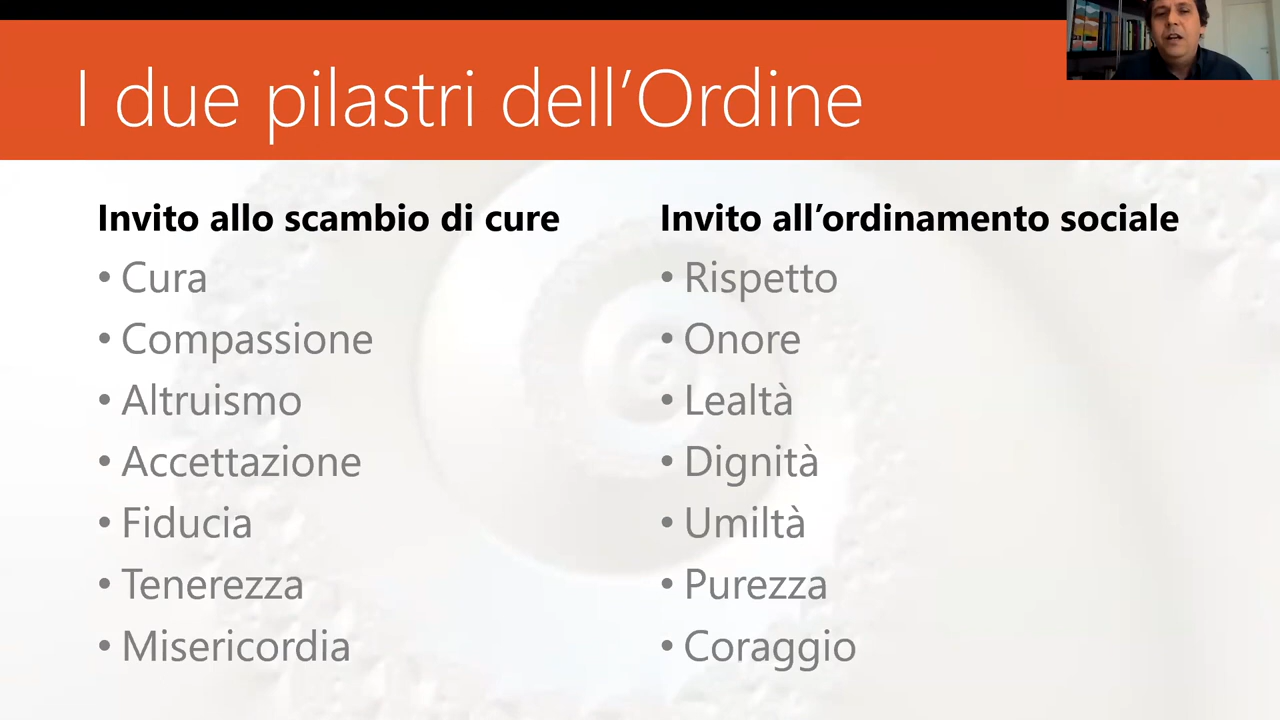 I due pilastri dell’Ordine
Invito allo scambio di cure
• Cura
• Compassione
• Altruismo
• Accettazione
• Fiducia
• Tenerezza
• Misericordia
Invito all’ordinamento sociale
• Rispetto
• Onore
• Lealtà
• Dignità
• Umiltà
• Purezza
• Coraggio